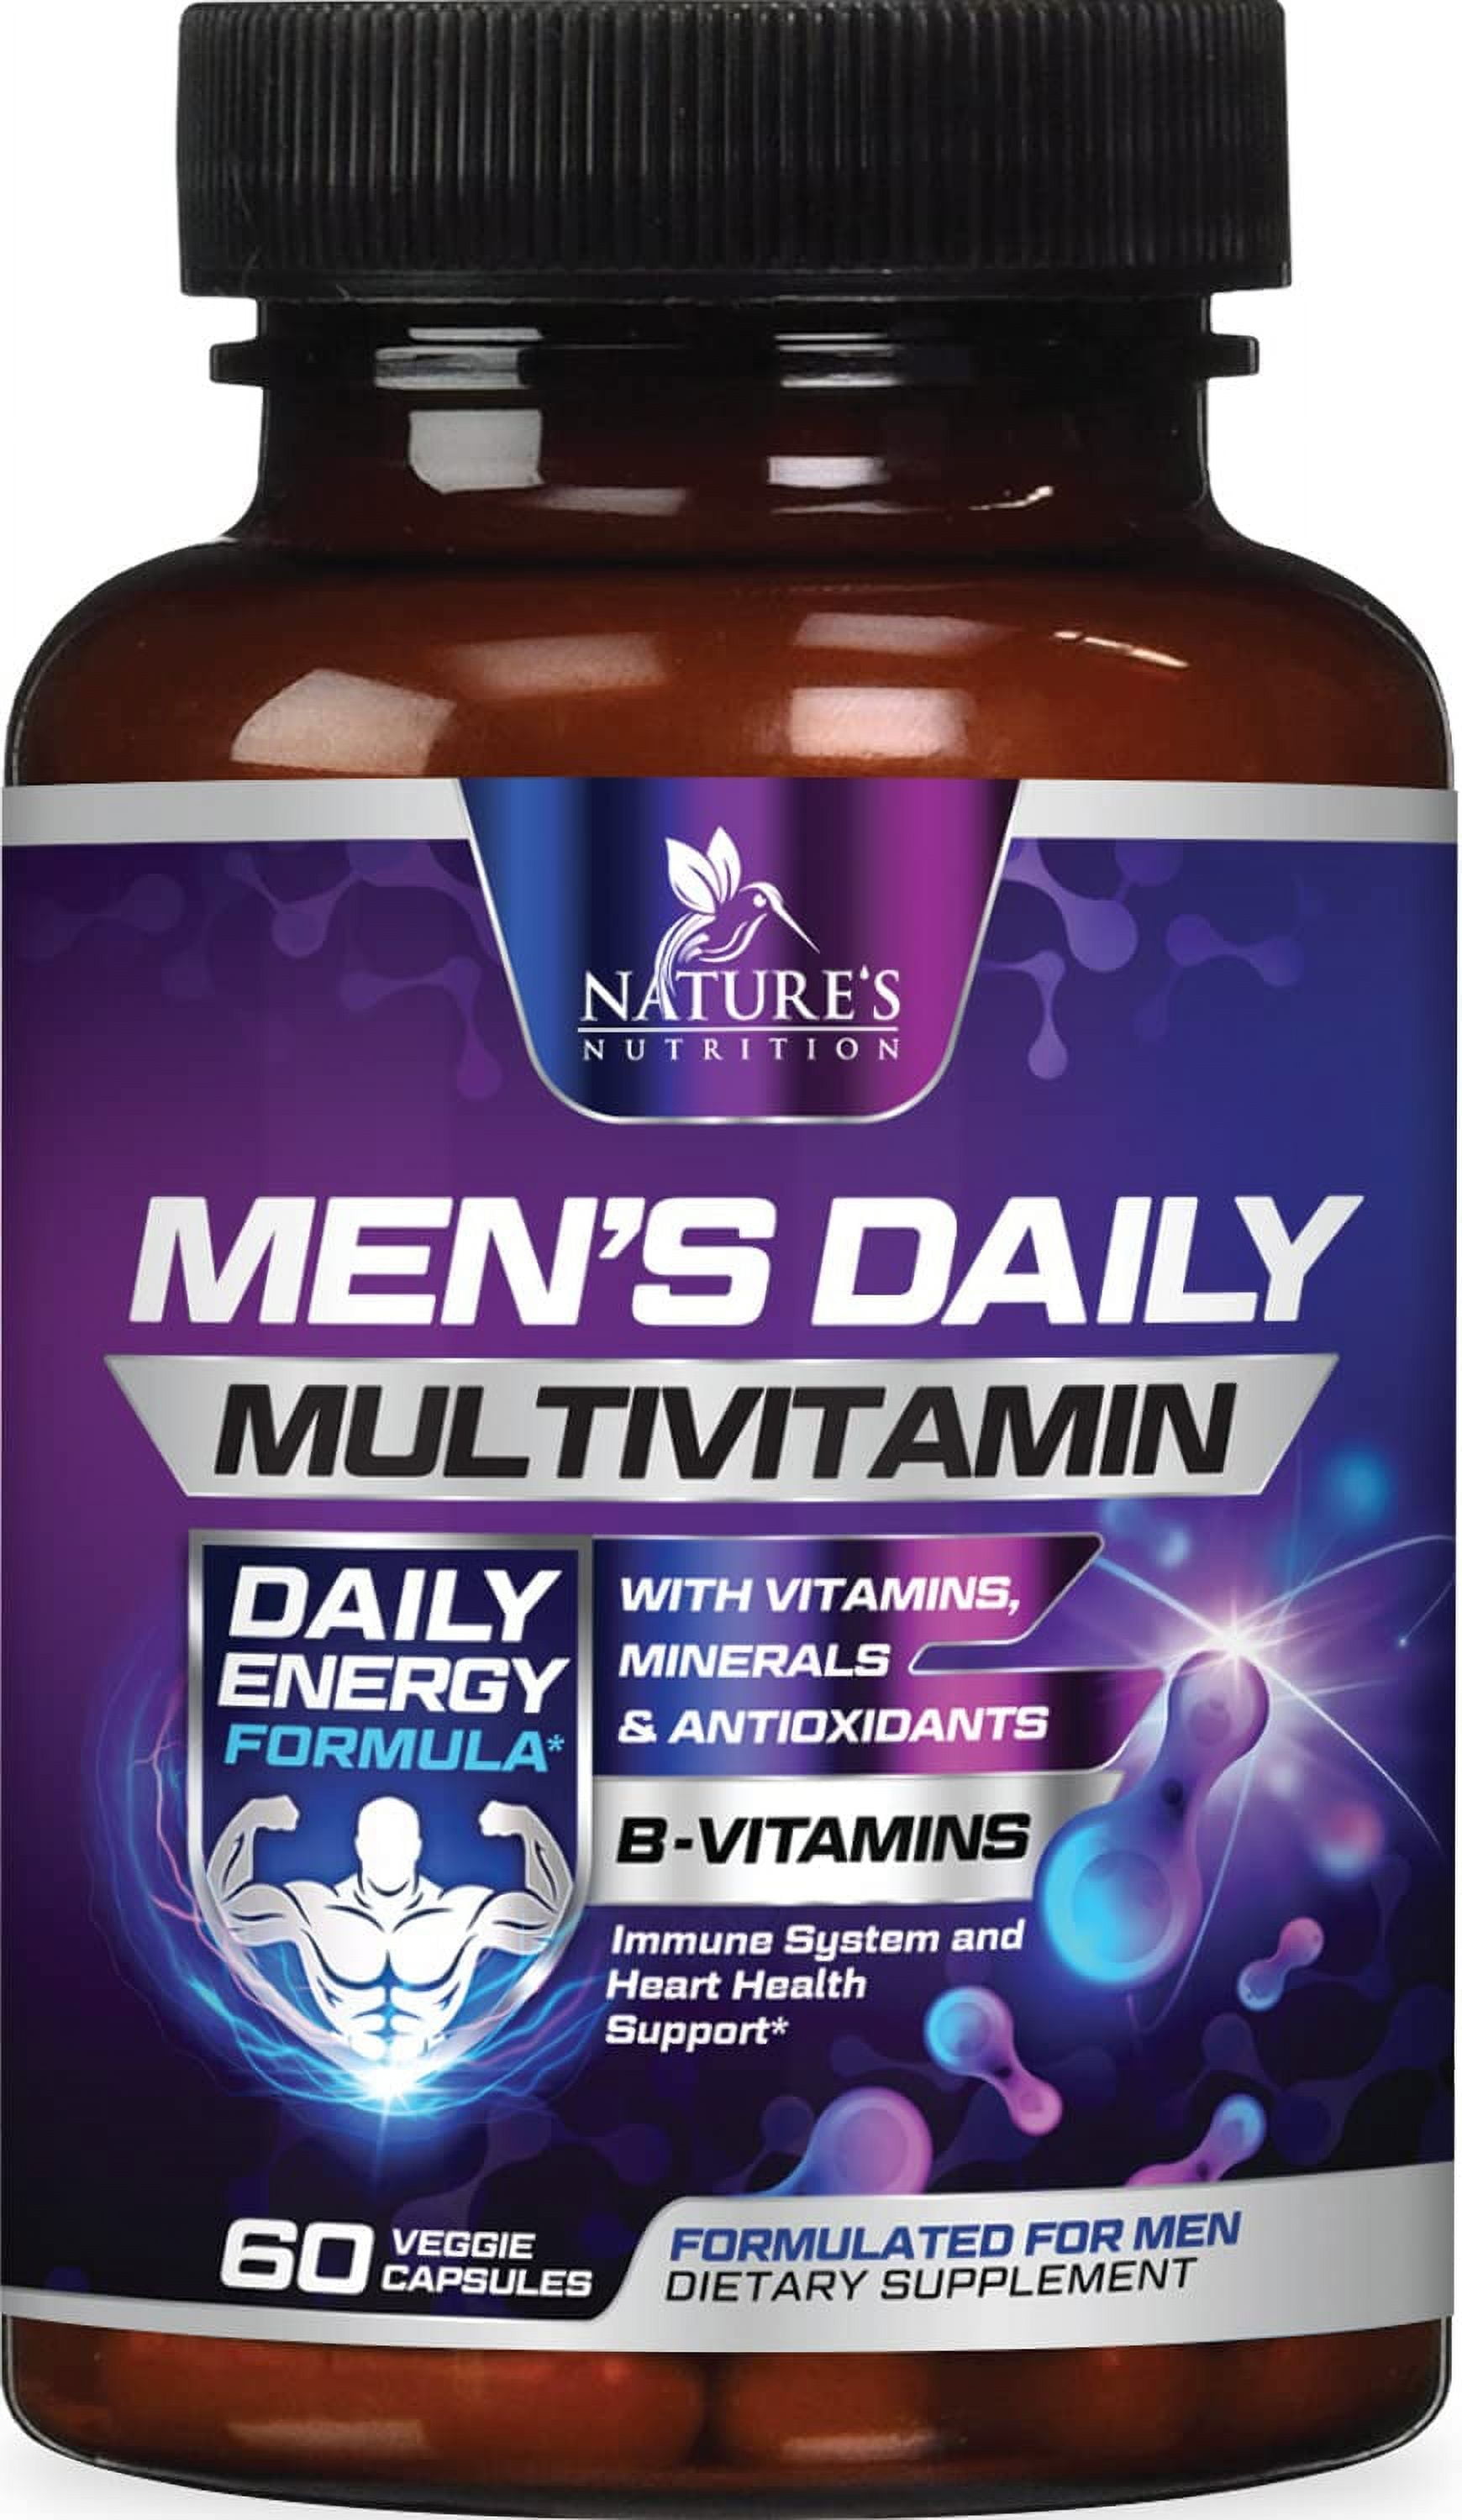 NATURE'S
NUTRITION
MEN'S DAILY
MULTIVITAMIN
DAILY
ENERGY
FORMULA*
WITH VITAMINS,
MINERALS
& ANTIOXIDANTS
B-VITAMINS
Immune System and
Heart Health
Support*
60 VEGGIE
CAPSULES
FORMULATED FOR MEN
DIETARY SUPPLEMENT